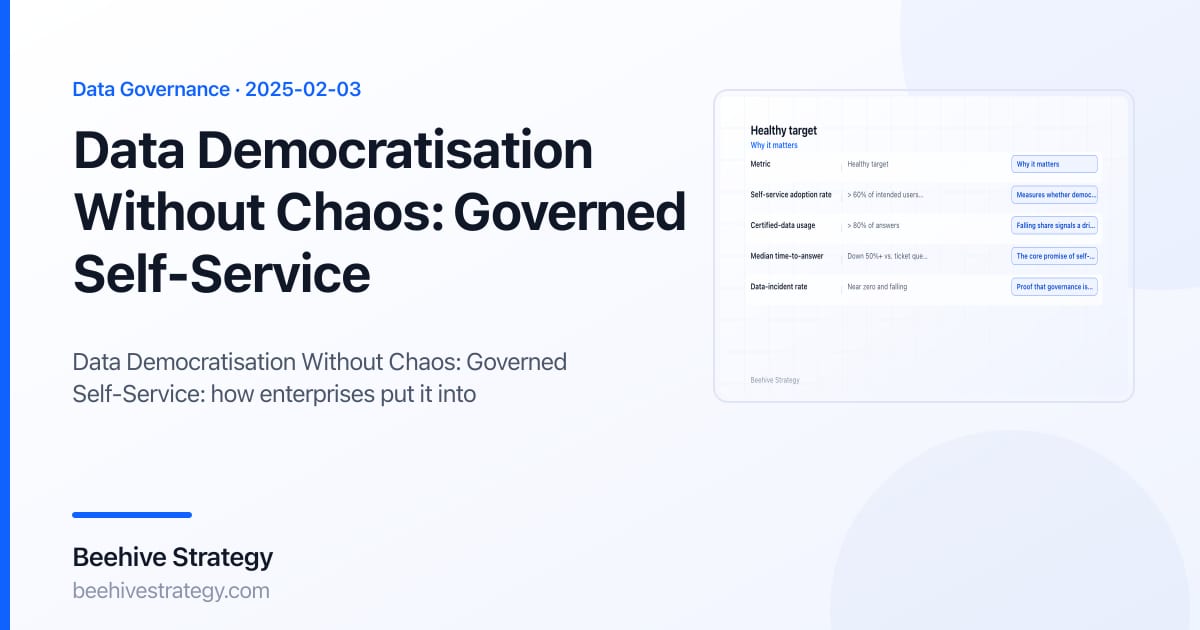 Data Governance · 2025-02-03
Data Democratisation
Without Chaos: Governed
Self-Service
Data Democratisation Without Chaos: Governed
Self-Service: how enterprises put it into
Beehive Strategy
beehivestrategy.com
Healthy target
Why it matters
Metric Healthy target Why it matters
Self-service adoption rate > 60% of intended users... Measures whether democ...
Certified-data usage > 80% of answers Falling share signals a dri...
Median time-to-answer Down 50%+ vs. ticket que... The core promise of self-...
Data-incident rate Near zero and falling Proof that governance is...
Beehive Strategy